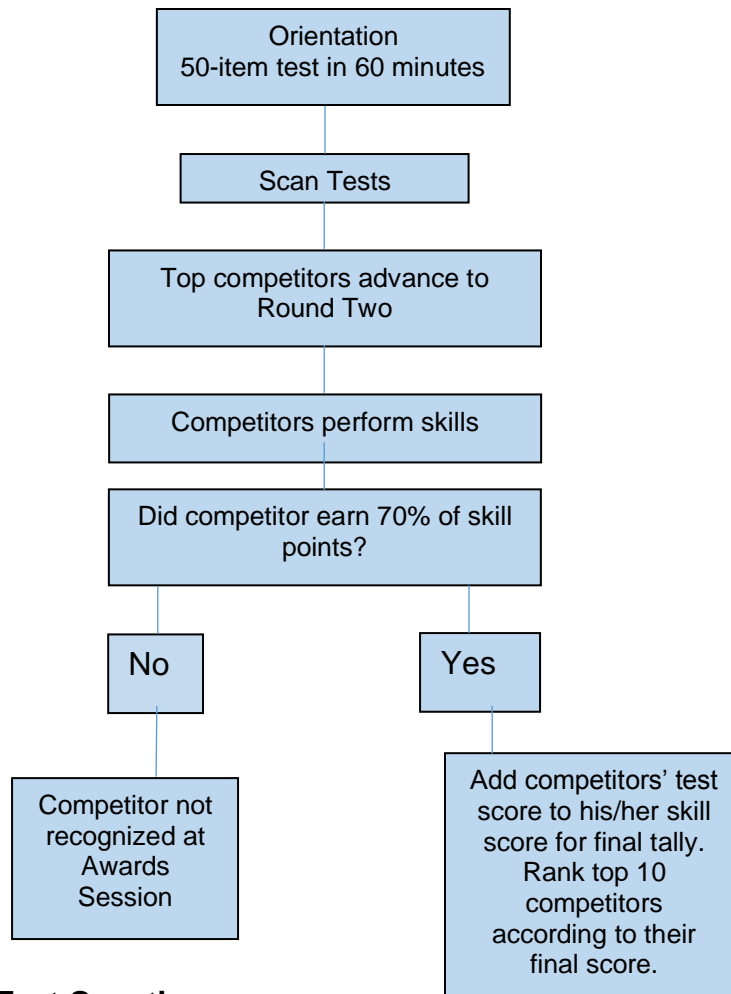 Orientation
50-item test in 60 minutes
Scan Tests
Top competitors advance to
Round Two
Competitors perform skills
Did competitor earn 70% of skill
points?
No
Yes
Competitor not
recognized at
Awards
Session
Add competitors’ test
score to his/her skill
score for final tally.
Rank top 10
competitors
according to their
final score.